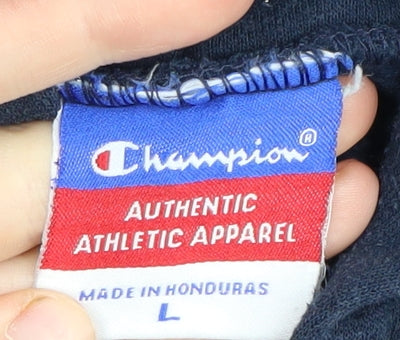 Champion®
AUTHENTIC
ATHLETIC APPAREL
MADE IN HONDURAS
L